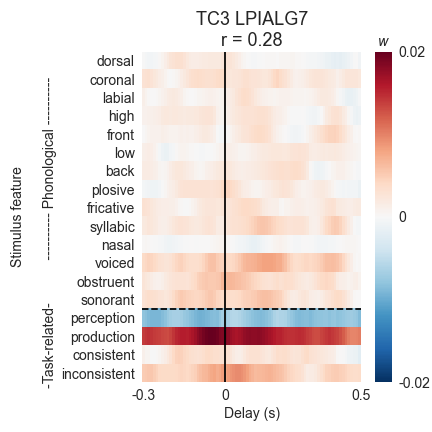 TC3 LPIALG7
r = 0.28
w
dorsal
coronal
labial
high
front
low
back
plosive
fricative
syllabic
nasal
voiced
obstruent
sonorant
perception
production
consistent
inconsistent
Stimulus feature
---------- Phonological ----------
-Task-related-
0.02
0
-0.02
-0.3
0
0.5
Delay (s)